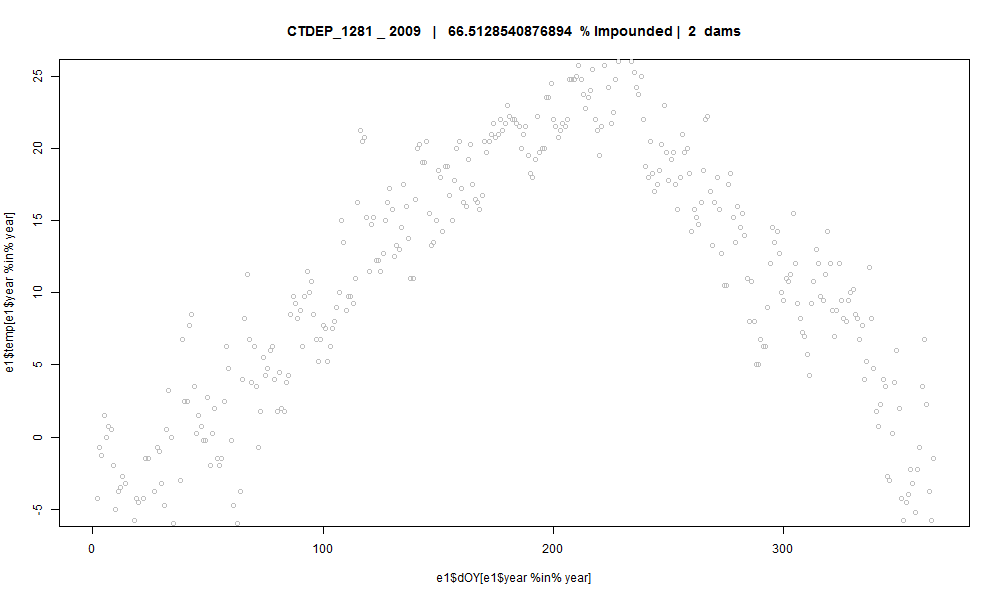 CTDEP_1281 _ 2009 | 66.5128540876894 % Impounded | 2 dams
e1$temp[e1$year %in% year]
25
20
15
10
5
0
-5
0 100 200 300
e1$dOY[e1$year %in% year]